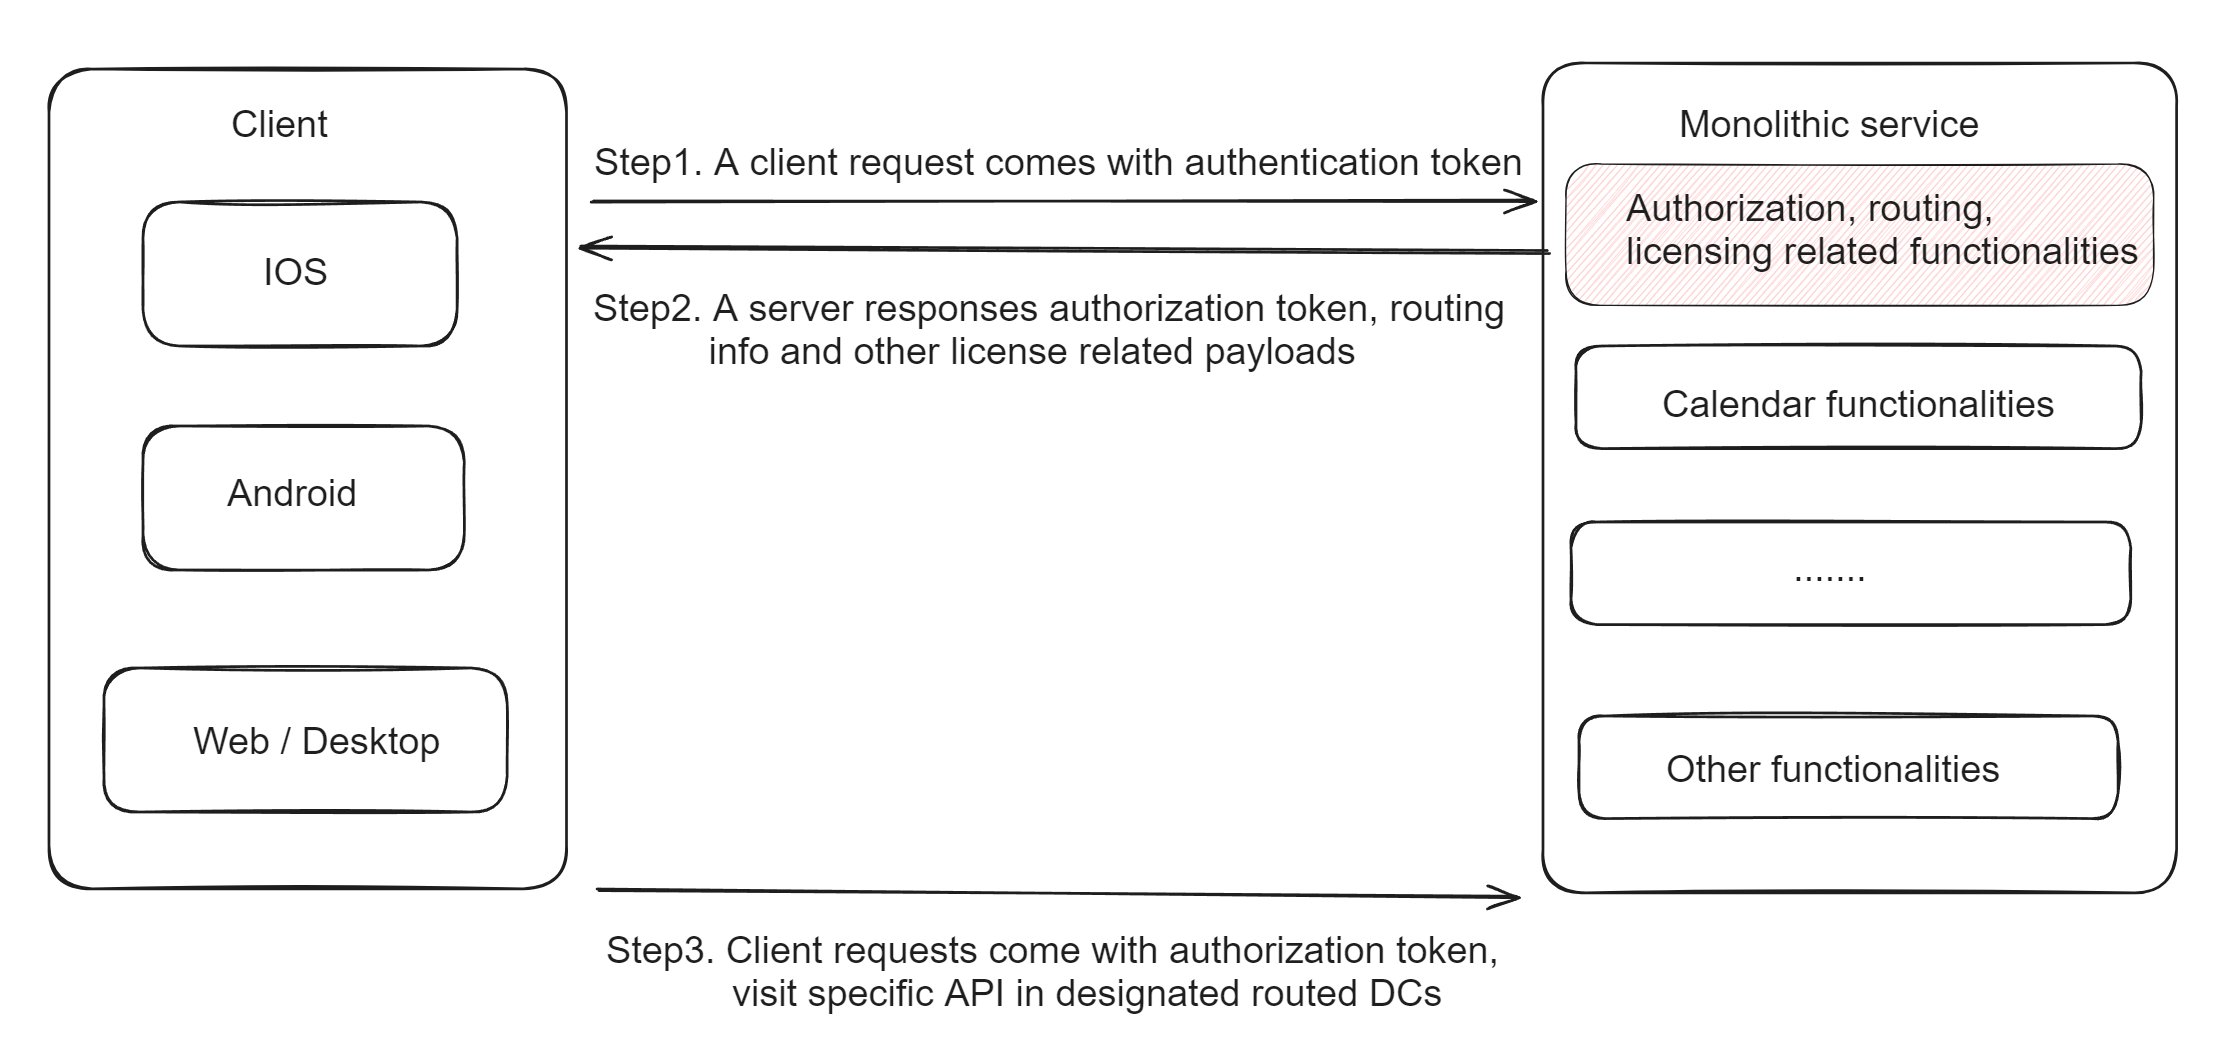 Client
IOS
Android
Web / Desktop
Step1. A client request comes with authentication token
Step2. A server responses authorization token, routing
info and other license related payloads
Step3. Client requests come with authorization token,
visit specific API in designated routed DCs
Monolithic service
Authorization, routing,
licensing related functionalities
Calendar functionalities
.......
Other functionalities